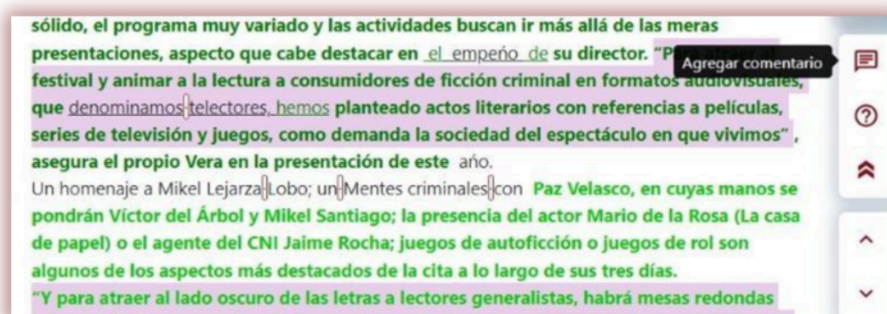 sólido, el programa muy variado y las actividades buscan ir más allá de las meras
presentaciones, aspecto que cabe destacar en el empeño de su director. “Para atraer al
Agregar comentario
festival y animar a la lectura a consumidores de ficción criminal en formatos audiovisuales,
que denominamos telectores, hemos planteado actos literarios con referencias a películas,
series de televisión y juegos, como demanda la sociedad del espectáculo en que vivimos” ,
asegura el propio Vera en la presentación de este año.
Un homenaje a Mikel Lejarza Lobo; un Mentes criminales con Paz Velasco, en cuyas manos se
pondrán Víctor del Árbol y Mikel Santiago; la presencia del actor Mario de la Rosa (La casa
de papel) o el agente del CNI Jaime Rocha; juegos de autoficción o juegos de rol son
algunos de los aspectos más destacados de la cita a lo largo de sus tres días.
“Y para atraer al lado oscuro de las letras a lectores generalistas, habrá mesas redondas